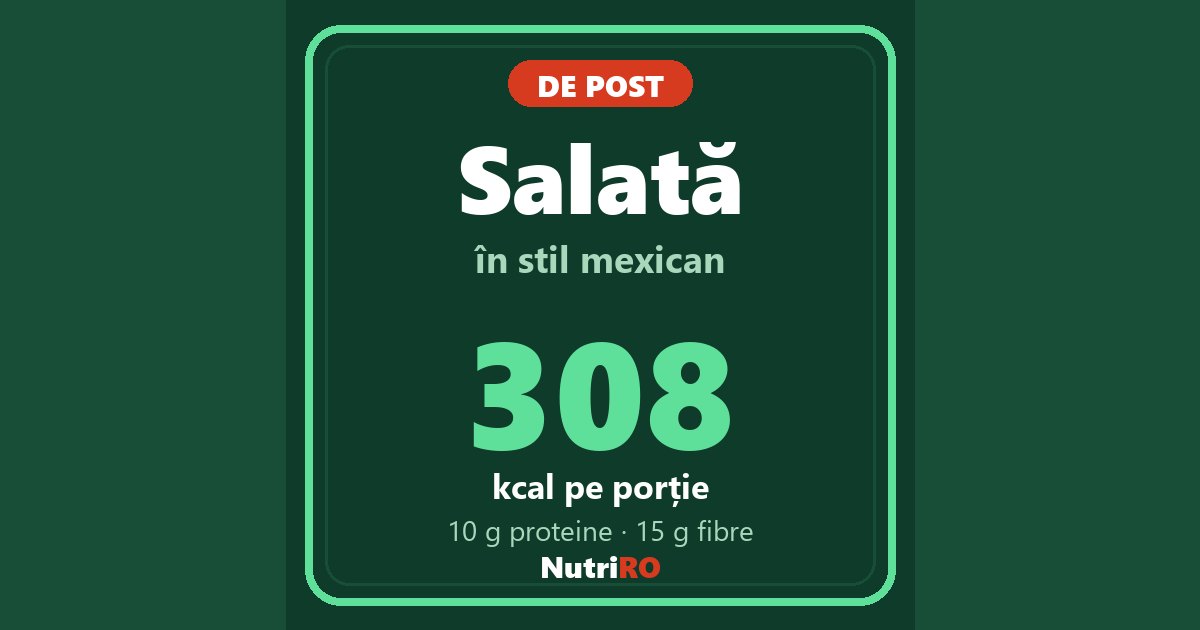 DE POST
Salată
în stil mexican
308
kcal pe porție
10 g proteine · 15 g fibre
NutriRO